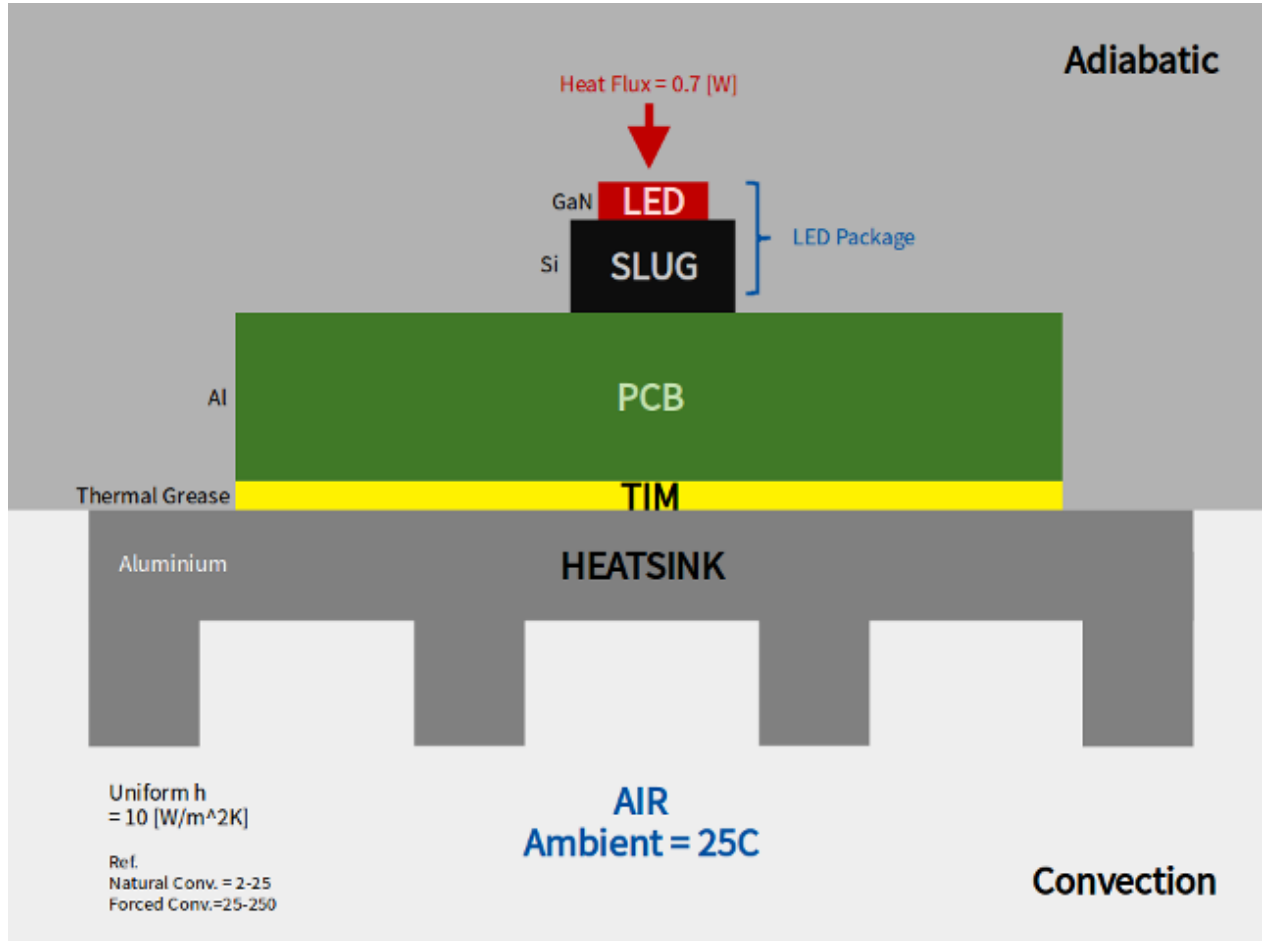 Adiabatic
Heat Flux = 0.7 [W]
GaN
LED
LED Package
Si
SLUG
Al
PCB
Thermal Grease
TIM
Aluminium
HEATSINK
Uniform h
= 10 [W/m^2K]
AIR
Ambient = 25C
Ref.
Natural Conv. = 2-25
Forced Conv.=25-250
Convection